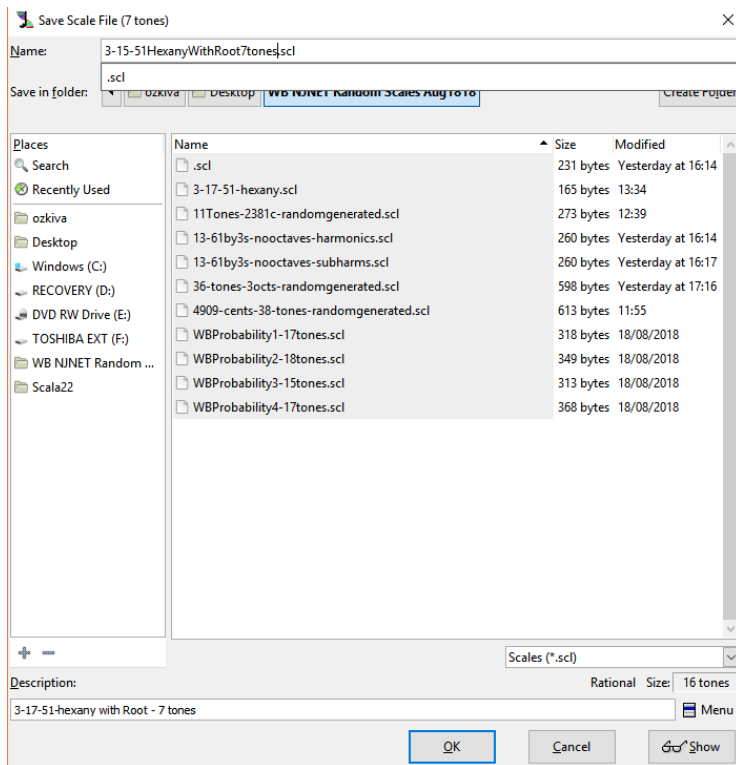 Save Scale File (7 tones)
Name: 3-15-51HexanyWithRoot7tones.scl
.scl
Save in folder: ozkiva Desktop WB NJNET Random Scales Aug1818 Create Folder
Places Name Size Modified
Search .scl 231 bytes Yesterday at 16:14
Recently Used 3-17-51-hexany.scl 165 bytes 13:34
ozkiva 11Tones-2381c-randomgenerated.scl 273 bytes 12:39
Desktop 13-61by3s-nooctaves-harmonics.scl 260 bytes Yesterday at 16:14
Windows (C:) 13-61by3s-nooctaves-subharms.scl 260 bytes Yesterday at 16:17
RECOVERY (D:) 36-tones-3octs-randomgenerated.scl 598 bytes Yesterday at 17:16
DVD RW Drive (E:) 4909-cents-38-tones-randomgenerated.scl 613 bytes 11:55
TOSHIBA EXT (F:) WBProbability1-17tones.scl 318 bytes 18/08/2018
WB NJNET Random ... WBProbability2-18tones.scl 349 bytes 18/08/2018
Scala22 WBProbability3-15tones.scl 313 bytes 18/08/2018
WBProbability4-17tones.scl 368 bytes 18/08/2018
Scales (*.scl)
Description: Rational Size: 16 tones
3-17-51-hexany with Root - 7 tones Menu
OK Cancel Show